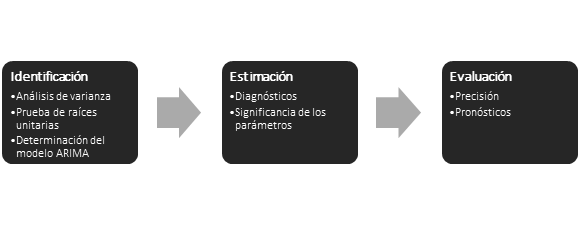 Identificación
•Análisis de varianza
•Prueba de raíces
unitarias
•Determinación del
modelo ARIMA
Estimación
•Diagnósticos
•Significancia de los
parámetros
Evaluación
•Precisión
•Pronósticos